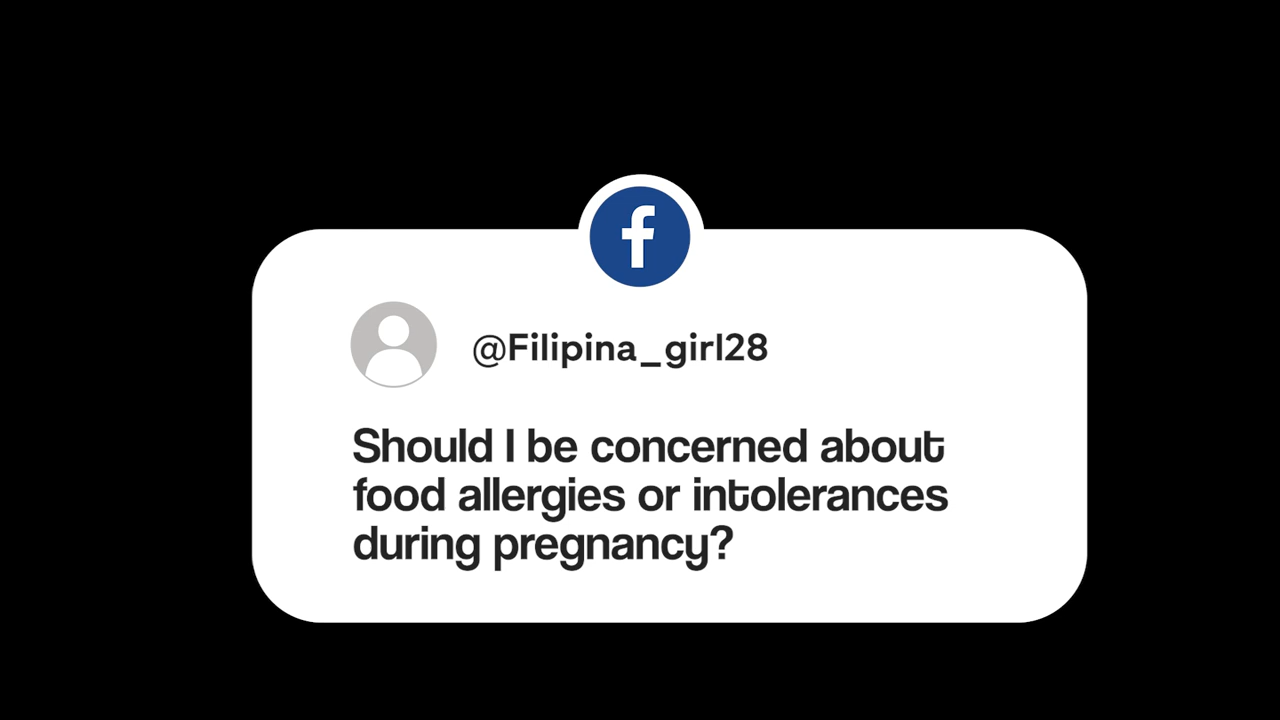 f
@Filipina_girl28
Should I be concerned about
food allergies or intolerances
during pregnancy?